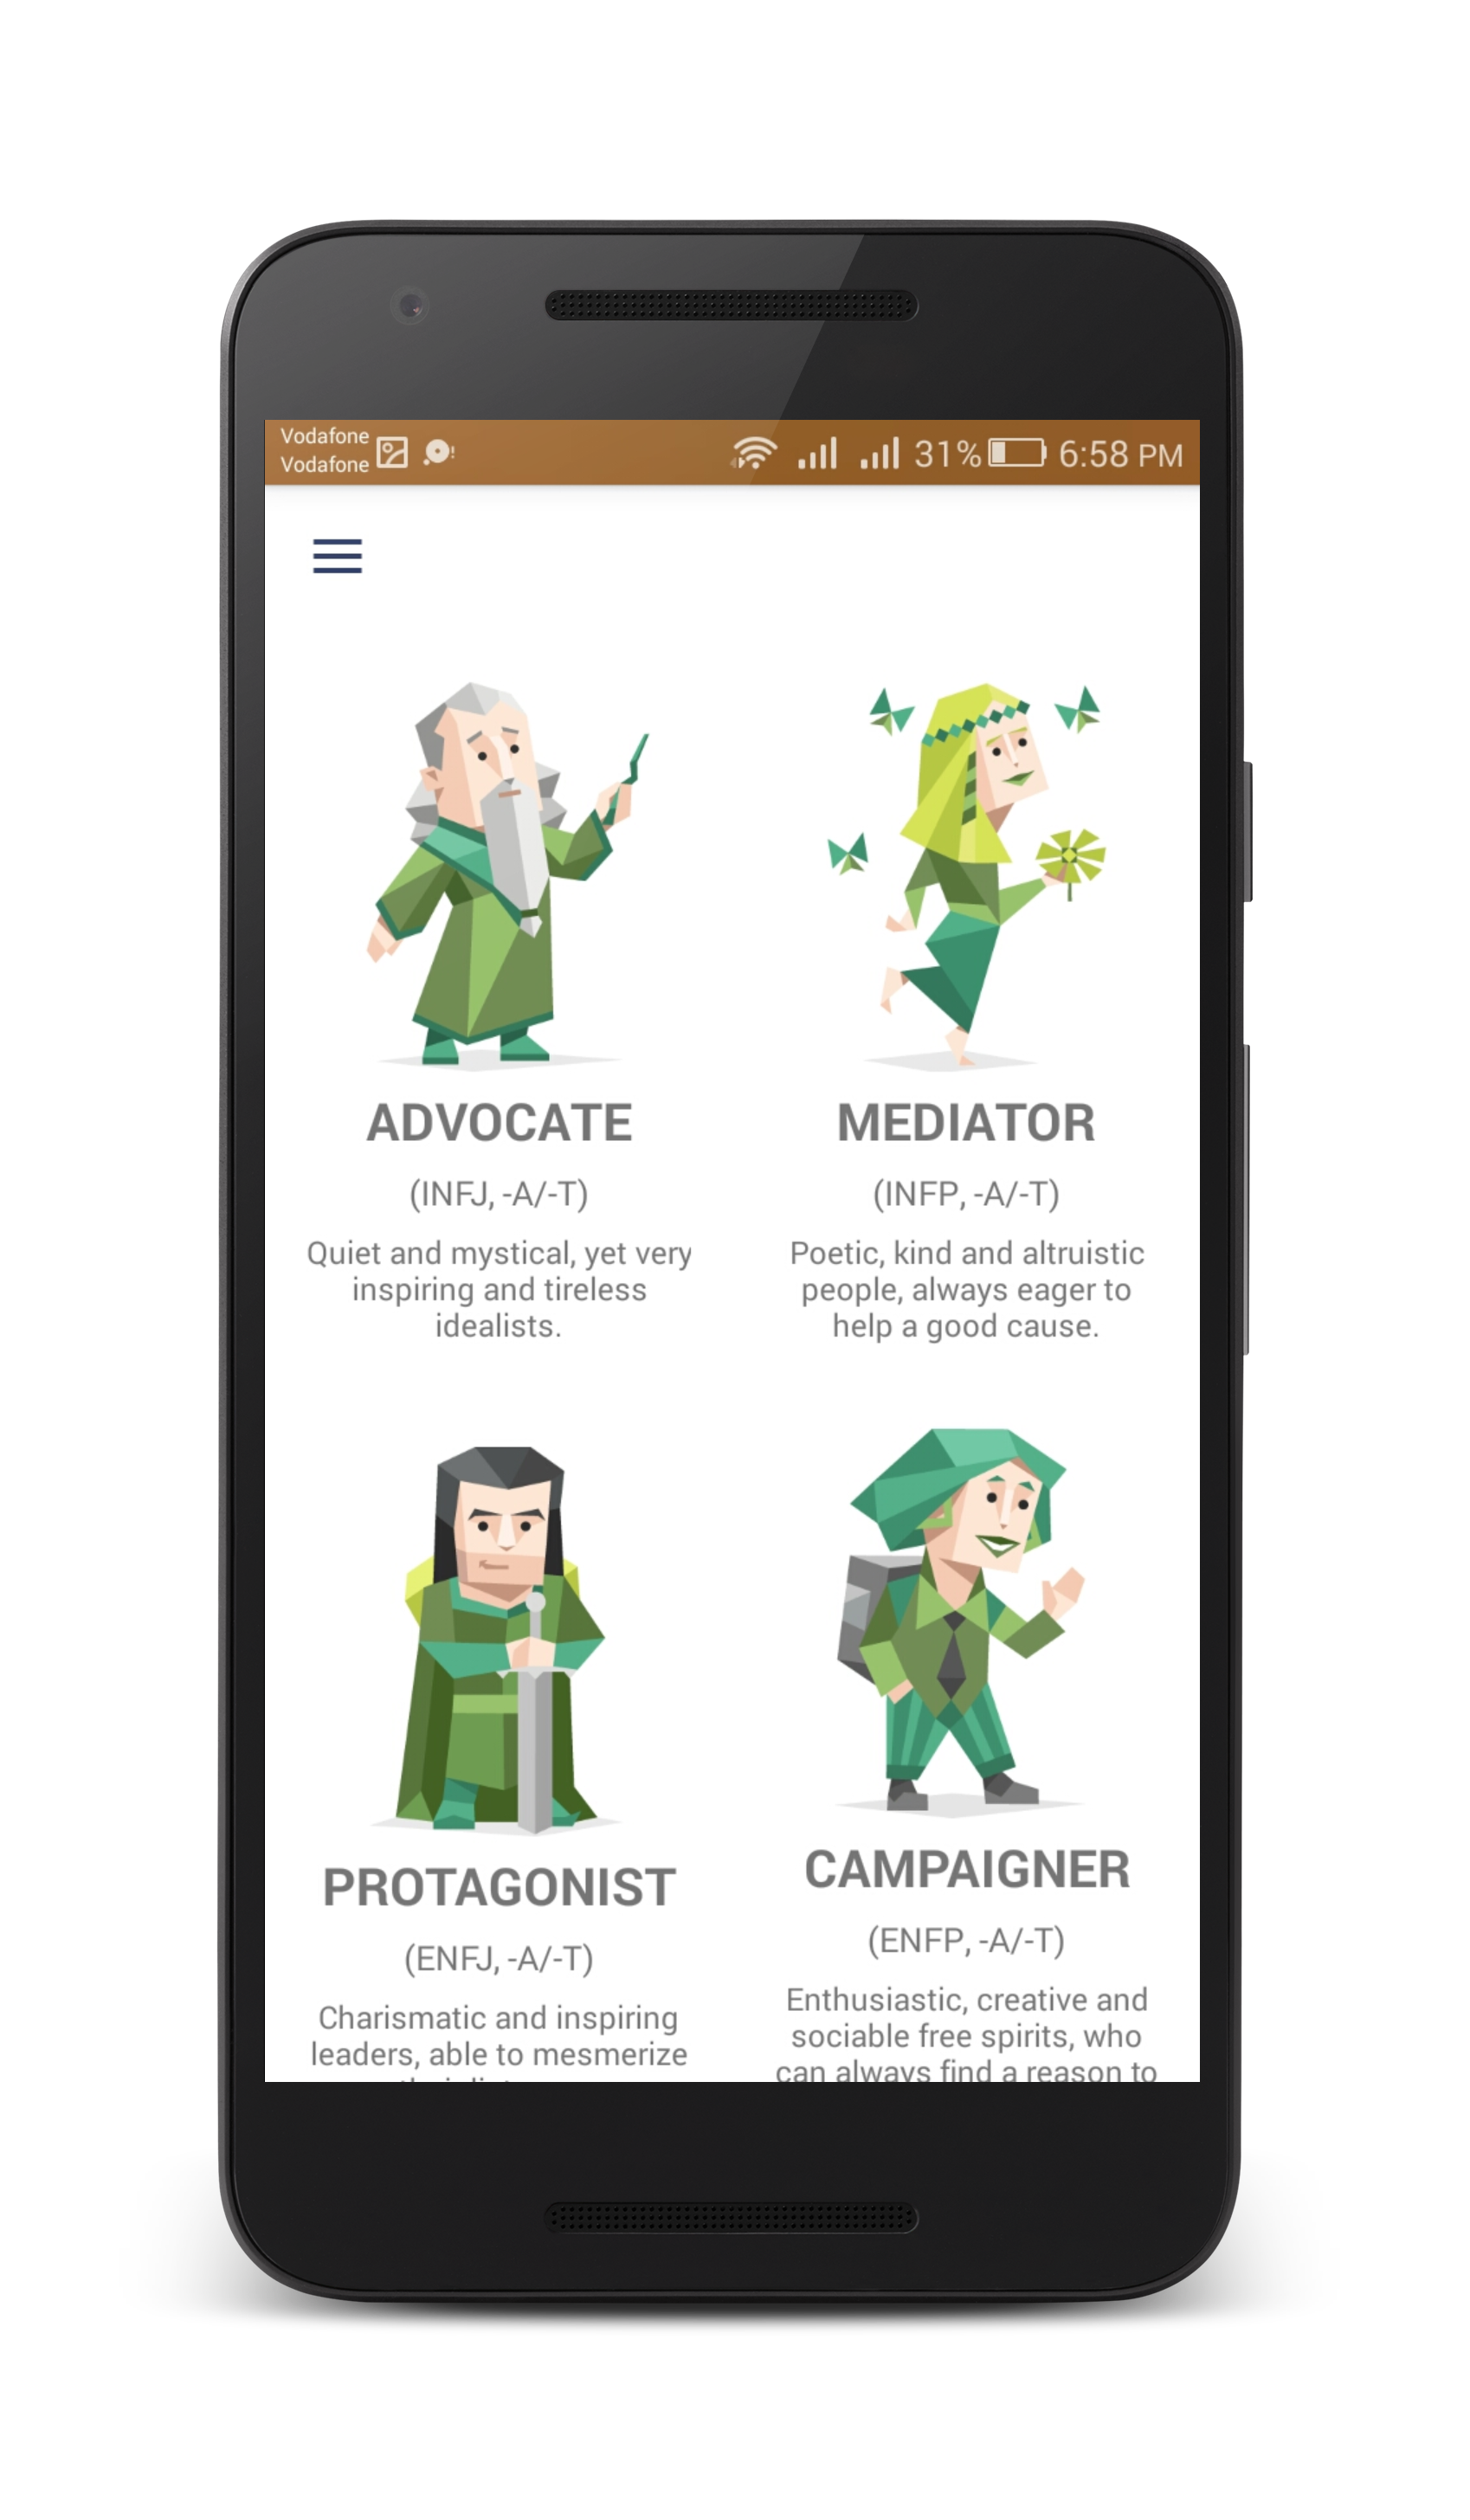 Vodafone
Vodafone
31%
6:58 PM
ADVOCATE
(INFJ, -A/-T)
Quiet and mystical, yet very
inspiring and tireless
idealists.
MEDIATOR
(INFP, -A/-T)
Poetic, kind and altruistic
people, always eager to
help a good cause.
PROTAGONIST
(ENFJ, -A/-T)
Charismatic and inspiring
leaders, able to mesmerize
CAMPAIGNER
(ENFP, -A/-T)
Enthusiastic, creative and
sociable free spirits, who
can always find a reason to